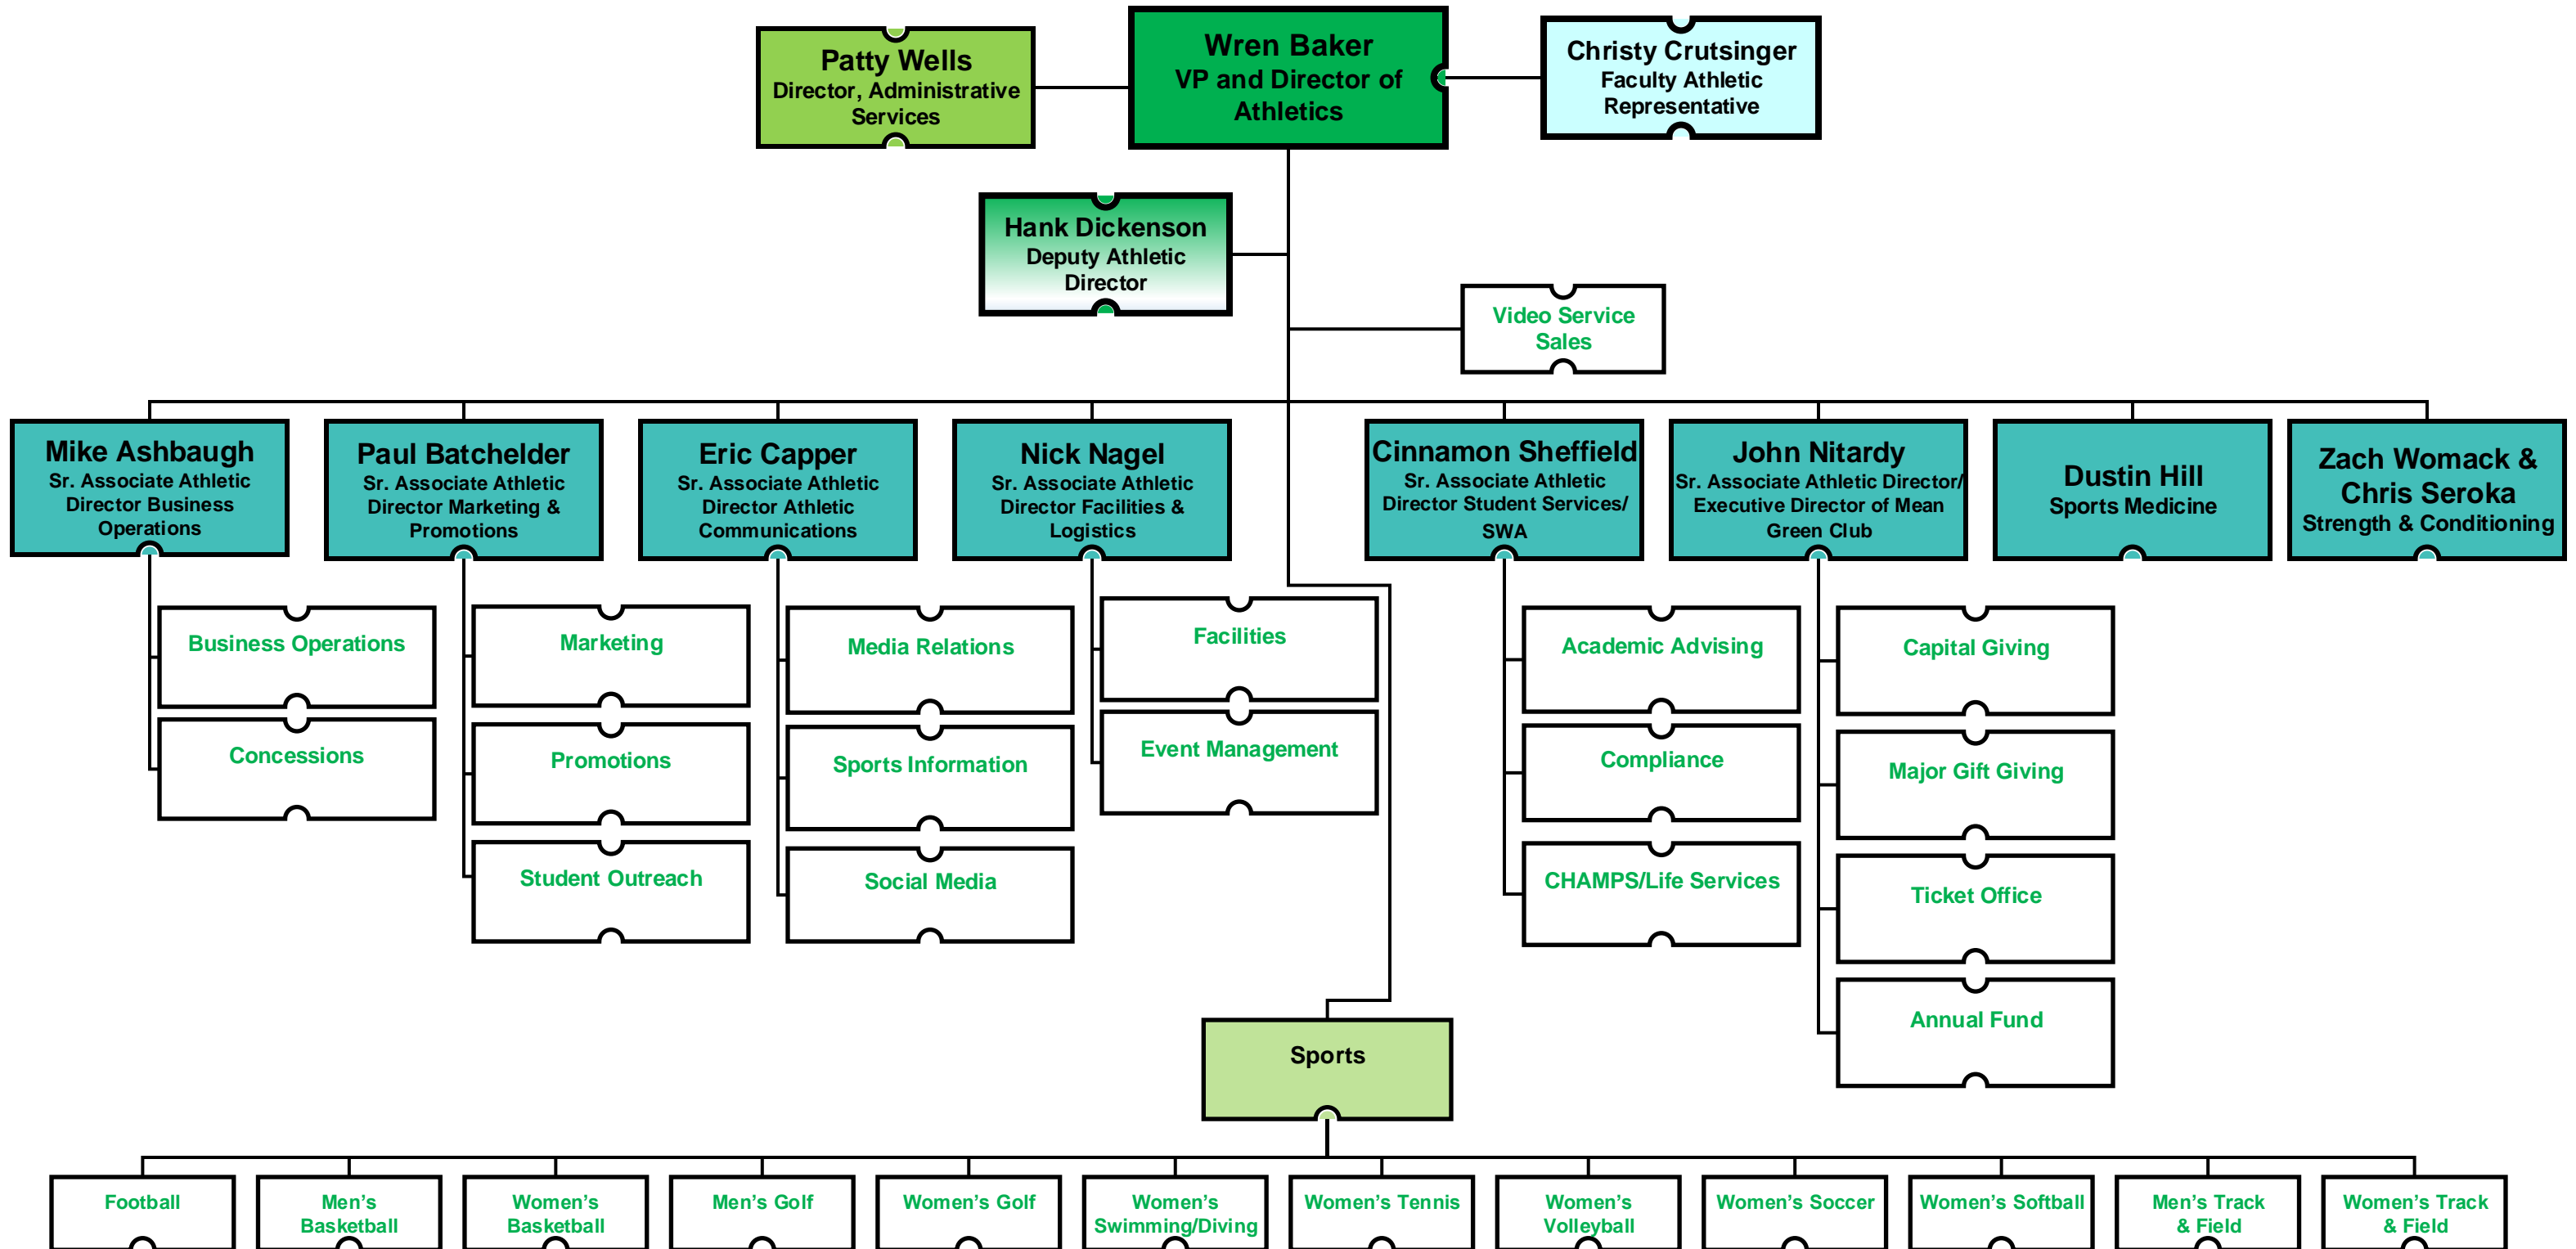 Patty Wells
Director, Administrative
Services
Wren Baker
VP and Director of
Athletics
Christy Crutsinger
Faculty Athletic
Representative
Hank Dickenson
Deputy Athletic
Director
Video Service
Sales
Mike Ashbaugh
Sr. Associate Athletic
Director Business
Operations
Paul Batchelder
Sr. Associate Athletic
Director Marketing &
Promotions
Eric Capper
Sr. Associate Athletic
Director Athletic
Communications
Nick Nagel
Sr. Associate Athletic
Director Facilities &
Logistics
Cinnamon Sheffield
Sr. Associate Athletic
Director Student Services/
SWA
John Nitardy
Sr. Associate Athletic Director/
Executive Director of Mean
Green Club
Dustin Hill
Sports Medicine
Zach Womack &
Chris Seroka
Strength & Conditioning
Business Operations
Concessions
Marketing
Promotions
Student Outreach
Media Relations
Sports Information
Social Media
Facilities
Event Management
Academic Advising
Compliance
CHAMPS/Life Services
Capital Giving
Major Gift Giving
Ticket Office
Annual Fund
Sports
Football
Men's
Basketball
Women's
Basketball
Men's Golf
Women's Golf
Women's
Swimming/Diving
Women's Tennis
Women's
Volleyball
Women's Soccer
Women's Softball
Men's Track
& Field
Women's Track
& Field